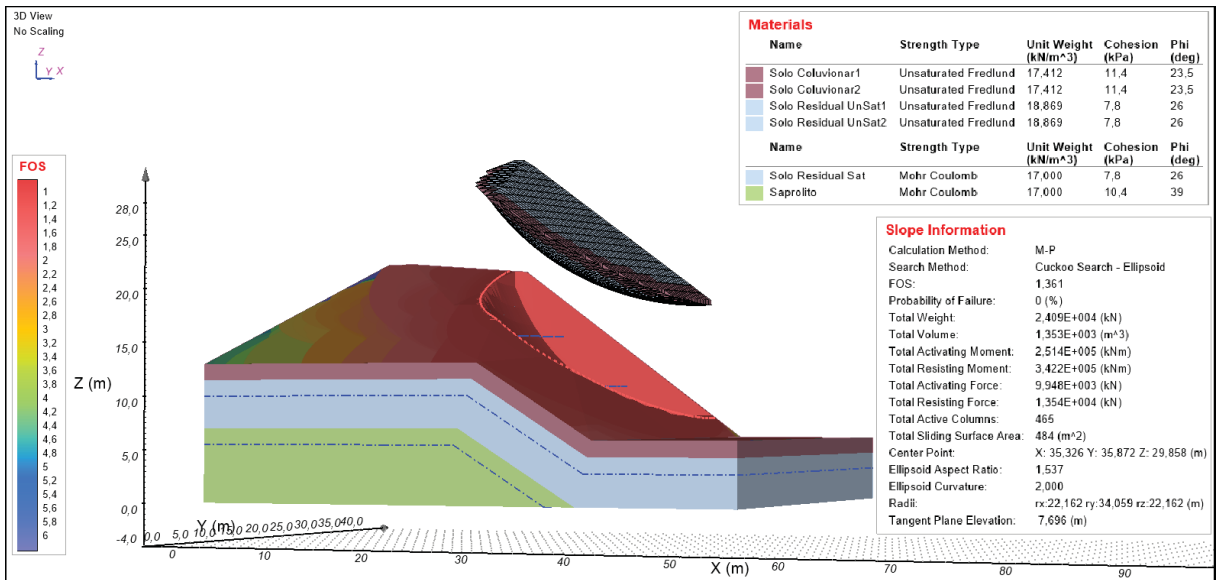 3D View
No Scaling
Z
Y X
Materials
Name Strength Type Unit Weight (kN/m^3) Cohesion (kPa) Phi (deg)
Solo Coluvionar1 Unsaturated Fredlund 17,412 11,4 23,5
Solo Coluvionar2 Unsaturated Fredlund 17,412 11,4 23,5
Solo Residual UnSat1 Unsaturated Fredlund 18,869 7,8 26
Solo Residual UnSat2 Unsaturated Fredlund 18,869 7,8 26
Name Strength Type Unit Weight (kN/m^3) Cohesion (kPa) Phi (deg)
Solo Residual Sat Mohr Coulomb 17,000 7,8 26
Saprolito Mohr Coulomb 17,000 10,4 39
FOS
1
1,2
1,4
1,6
1,8
2
2,2
2,4
2,6
2,8
3
3,2
3,4
3,6
3,8
4
4,2
4,4
4,6
4,8
5
5,2
5,4
5,6
5,8
6
28,0
25,0
20,0
15,0
Z (m)
10,0
5,0
0,0
-4,0
Y (m)
0,0 5,0 10,0 15,0 20,0 25,0 30,0 35,0 40,0
0 10 20 30 40 50 60 70 80 90
X (m)
Slope Information
Calculation Method: M-P
Search Method: Cuckoo Search - Ellipsoid
FOS: 1,361
Probability of Failure: 0 (%)
Total Weight: 2,409E+004 (kN)
Total Volume: 1,353E+003 (m^3)
Total Activating Moment: 2,514E+005 (kNm)
Total Resisting Moment: 3,422E+005 (kNm)
Total Activating Force: 9,948E+003 (kN)
Total Resisting Force: 1,354E+004 (kN)
Total Active Columns: 465
Total Sliding Surface Area: 484 (m^2)
Center Point: X: 35,326 Y: 35,872 Z: 29,858 (m)
Ellipsoid Aspect Ratio: 1,537
Ellipsoid Curvature: 2,000
Radii: rx:22,162 ry:34,059 rz:22,162 (m)
Tangent Plane Elevation: 7,696 (m)